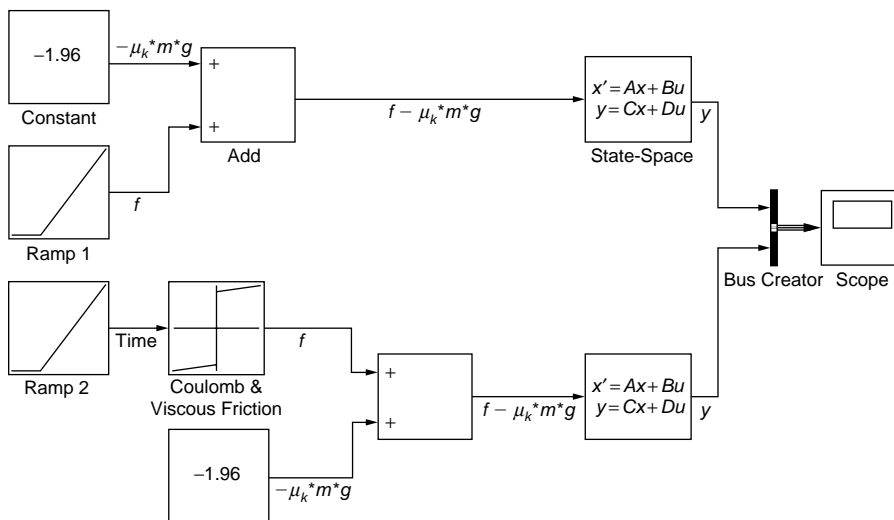 −1.96
−μk*m*g
Constant
+
+
Add
f − μk*m*g
x′ = Ax + Bu
y = Cx + Du
State-Space
y
f
Ramp 1
Bus Creator
Scope
Ramp 2
Time
Coulomb &
Viscous Friction
f
+
+
f − μk*m*g
x′ = Ax + Bu
y = Cx + Du
y
−1.96
−μk*m*g